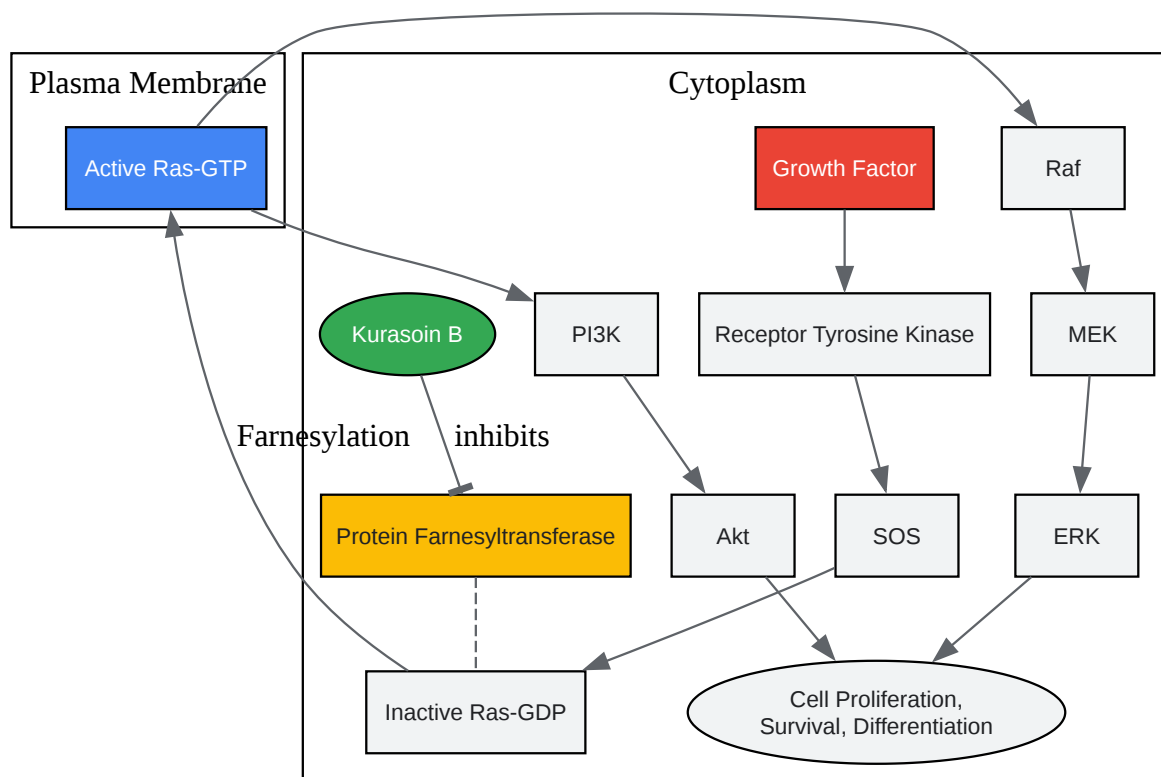 Plasma Membrane
Cytoplasm
Active Ras-GTP
Growth Factor
Raf
Kurasoin B
PI3K
Receptor Tyrosine Kinase
MEK
Farnesylation
inhibits
Protein Farnesyltransferase
Akt
SOS
ERK
Inactive Ras-GDP
Cell Proliferation,
Survival, Differentiation